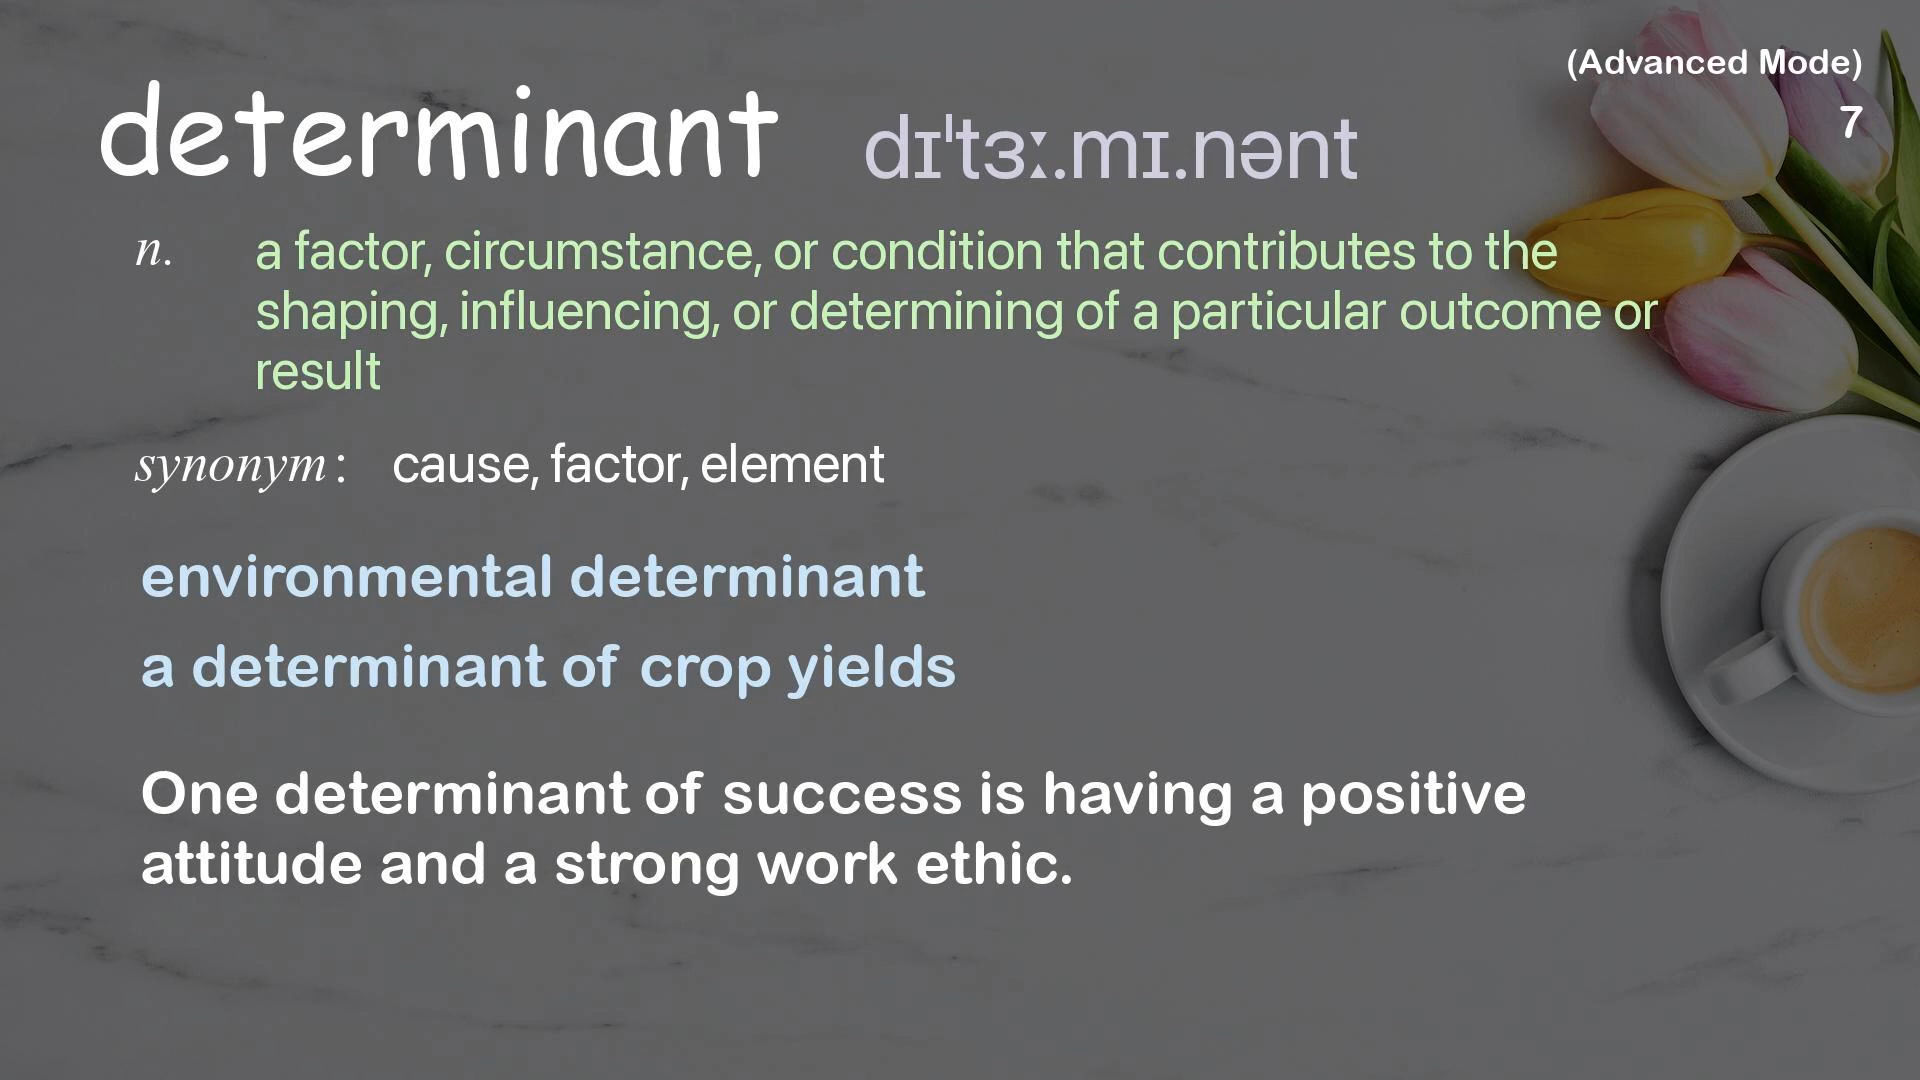 (Advanced Mode)
7
determinant dɪˈtɜː.mɪ.nənt
n. a factor, circumstance, or condition that contributes to the
shaping, influencing, or determining of a particular outcome or
result
synonym: cause, factor, element
environmental determinant
a determinant of crop yields
One determinant of success is having a positive
attitude and a strong work ethic.